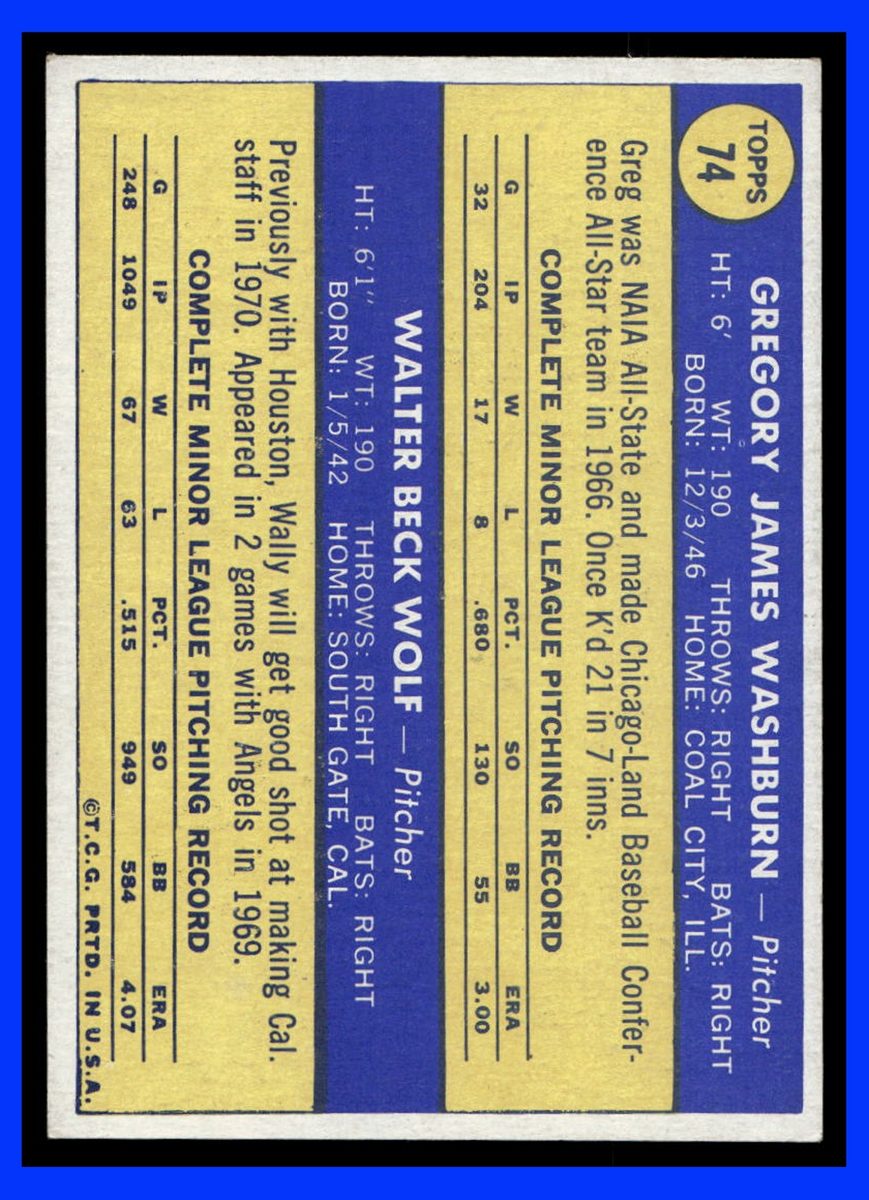 TOPPS
74
GREGORY JAMES WASHBURN — Pitcher
HT: 6' WT: 190 THROWS: RIGHT BATS: RIGHT
BORN: 12/3/46 HOME: COAL CITY, ILL.
Greg was NAIA All-State and made Chicago-Land Baseball Confer-
ence All-Star team in 1966. Once K'd 21 in 7 inns.
COMPLETE MINOR LEAGUE PITCHING RECORD
G IP W L PCT. SO BB ERA
32 204 17 8 .680 130 55 3.00
WALTER BECK WOLF — Pitcher
HT: 6'1" WT: 190 THROWS: RIGHT BATS: RIGHT
BORN: 1/5/42 HOME: SOUTH GATE, CAL.
Previously with Houston, Wally will get good shot at making Cal.
staff in 1970. Appeared in 2 games with Angels in 1969.
COMPLETE MINOR LEAGUE PITCHING RECORD
G IP W L PCT. SO BB ERA
248 1049 67 63 .515 949 584 4.07
©T.C.G. PRTD. IN U.S.A.